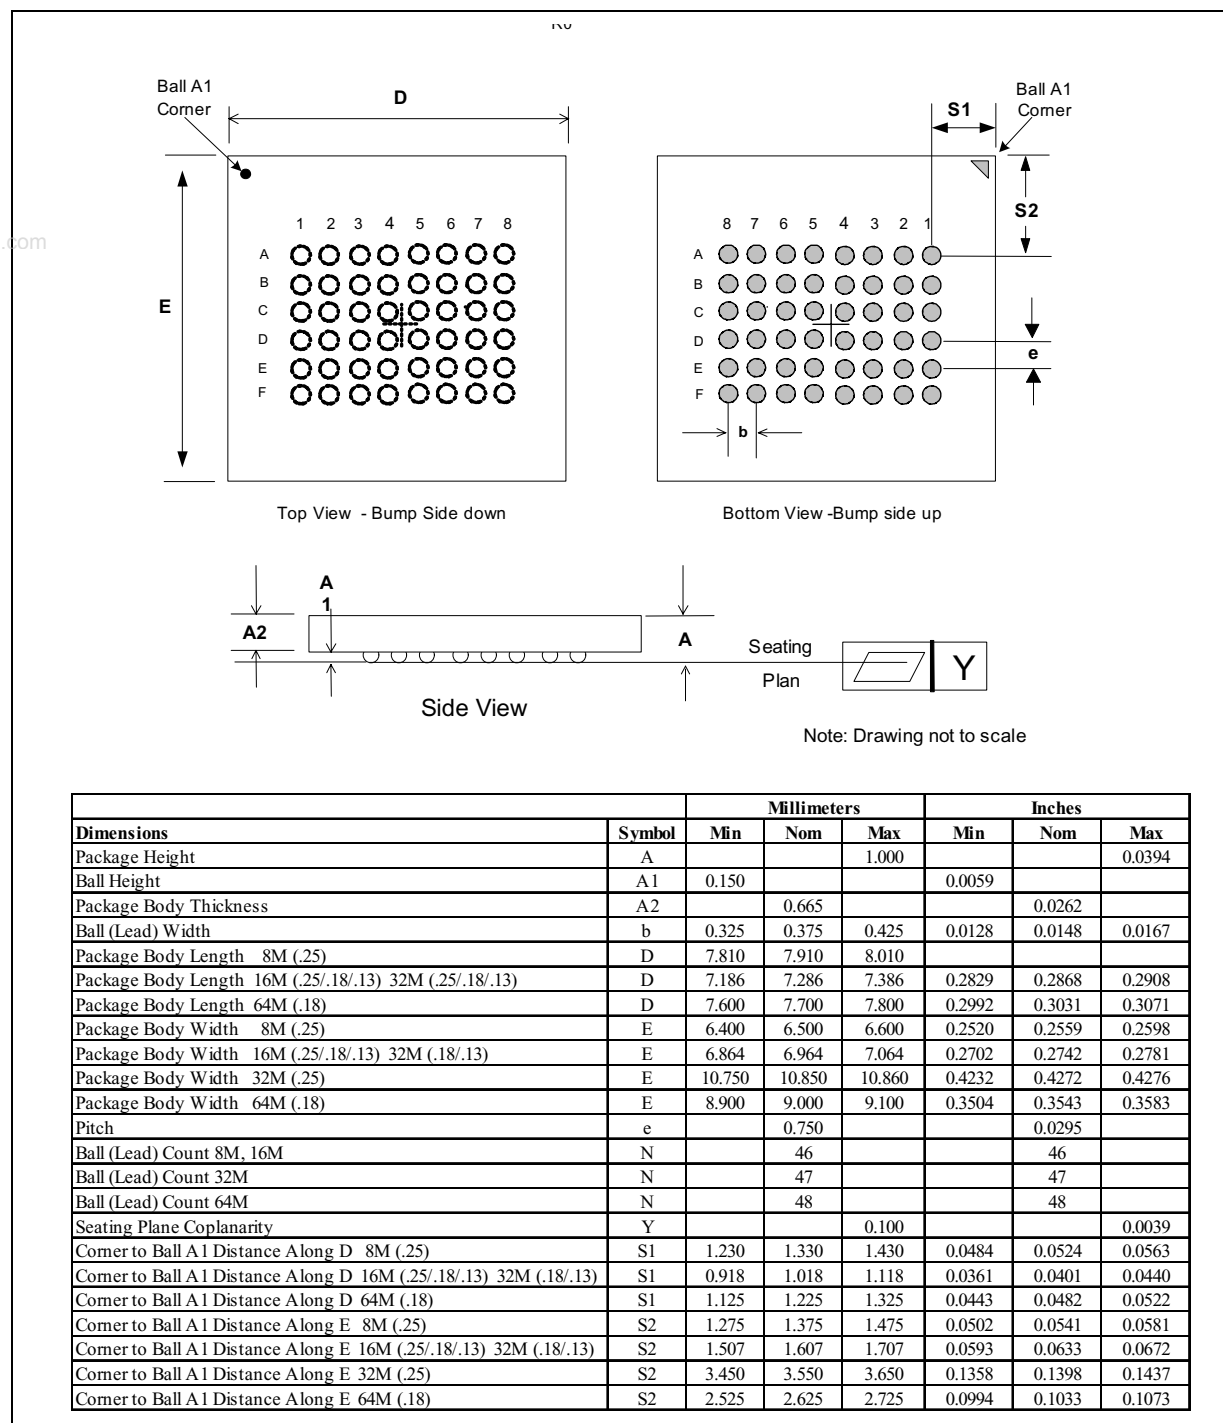 Ball A1
Corner
D
S1
Ball A1
Corner
S2
.com
1 2 3 4 5 6 7 8
8 7 6 5 4 3 2 1
A
B
C
D
E
F
E
A
B
C
D
E
F
e
b
Top View - Bump Side down
Bottom View -Bump side up
A
1
A2
A
Seating
Plan
Y
Side View
Note: Drawing not to scale
Millimeters Inches
Dimensions Symbol Min Nom Max Min Nom Max
Package Height A 1.000 0.0394
Ball Height A1 0.150 0.0059
Package Body Thickness A2 0.665 0.0262
Ball (Lead) Width b 0.325 0.375 0.425 0.0128 0.0148 0.0167
Package Body Length 8M (.25) D 7.810 7.910 8.010
Package Body Length 16M (.25/.18/.13) 32M (.25/.18/.13) D 7.186 7.286 7.386 0.2829 0.2868 0.2908
Package Body Length 64M (.18) D 7.600 7.700 7.800 0.2992 0.3031 0.3071
Package Body Width 8M (.25) E 6.400 6.500 6.600 0.2520 0.2559 0.2598
Package Body Width 16M (.25/.18/.13) 32M (.18/.13) E 6.864 6.964 7.064 0.2702 0.2742 0.2781
Package Body Width 32M (.25) E 10.750 10.850 10.860 0.4232 0.4272 0.4276
Package Body Width 64M (.18) E 8.900 9.000 9.100 0.3504 0.3543 0.3583
Pitch e 0.750 0.0295
Ball (Lead) Count 8M, 16M N 46 46
Ball (Lead) Count 32M N 47 47
Ball (Lead) Count 64M N 48 48
Seating Plane Coplanarity Y 0.100 0.0039
Corner to Ball A1 Distance Along D 8M (.25) S1 1.230 1.330 1.430 0.0484 0.0524 0.0563
Corner to Ball A1 Distance Along D 16M (.25/.18/.13) 32M (.18/.13) S1 0.918 1.018 1.118 0.0361 0.0401 0.0440
Corner to Ball A1 Distance Along D 64M (.18) S1 1.125 1.225 1.325 0.0443 0.0482 0.0522
Corner to Ball A1 Distance Along E 8M (.25) S2 1.275 1.375 1.475 0.0502 0.0541 0.0581
Corner to Ball A1 Distance Along E 16M (.25/.18/.13) 32M (.18/.13) S2 1.507 1.607 1.707 0.0593 0.0633 0.0672
Corner to Ball A1 Distance Along E 32M (.25) S2 3.450 3.550 3.650 0.1358 0.1398 0.1437
Corner to Ball A1 Distance Along E 64M (.18) S2 2.525 2.625 2.725 0.0994 0.1033 0.1073